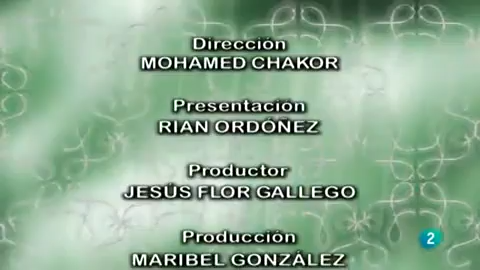 Dirección
MOHAMED CHAKOR
Presentación
RIAN ORDÓÑEZ
Productor
JESÚS FLOR GALLEGO
Producción
MARIBEL GONZÁLEZ
2